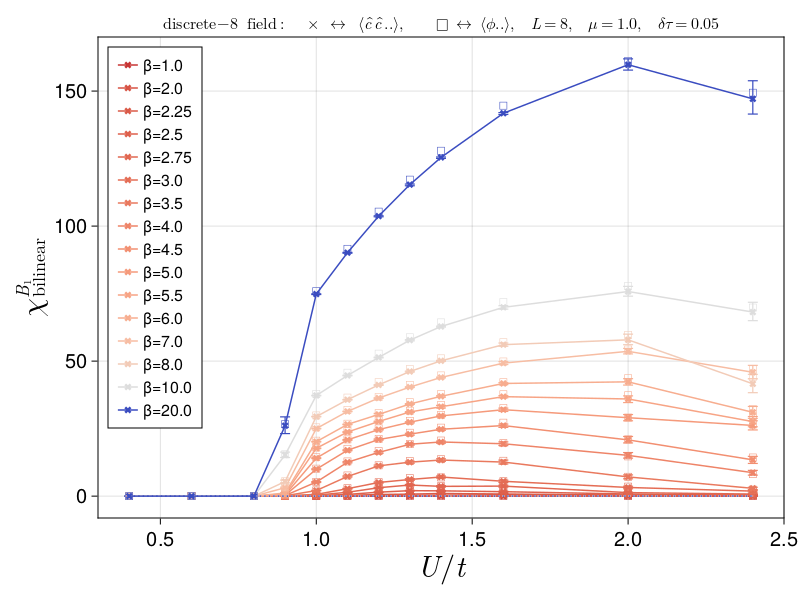 discrete−8 field : × ↔ ⟨ĉ ĉ ..⟩, □ ↔ ⟨ϕ..⟩, L = 8, μ = 1.0, δτ = 0.05
β=1.0
β=2.0
β=2.25
β=2.5
β=2.75
β=3.0
β=3.5
β=4.0
β=4.5
β=5.0
β=5.5
β=6.0
β=7.0
β=8.0
β=10.0
β=20.0
150
100
50
0
χ^{B_1}_{bilinear}
0.5 1.0 1.5 2.0 2.5
U/t